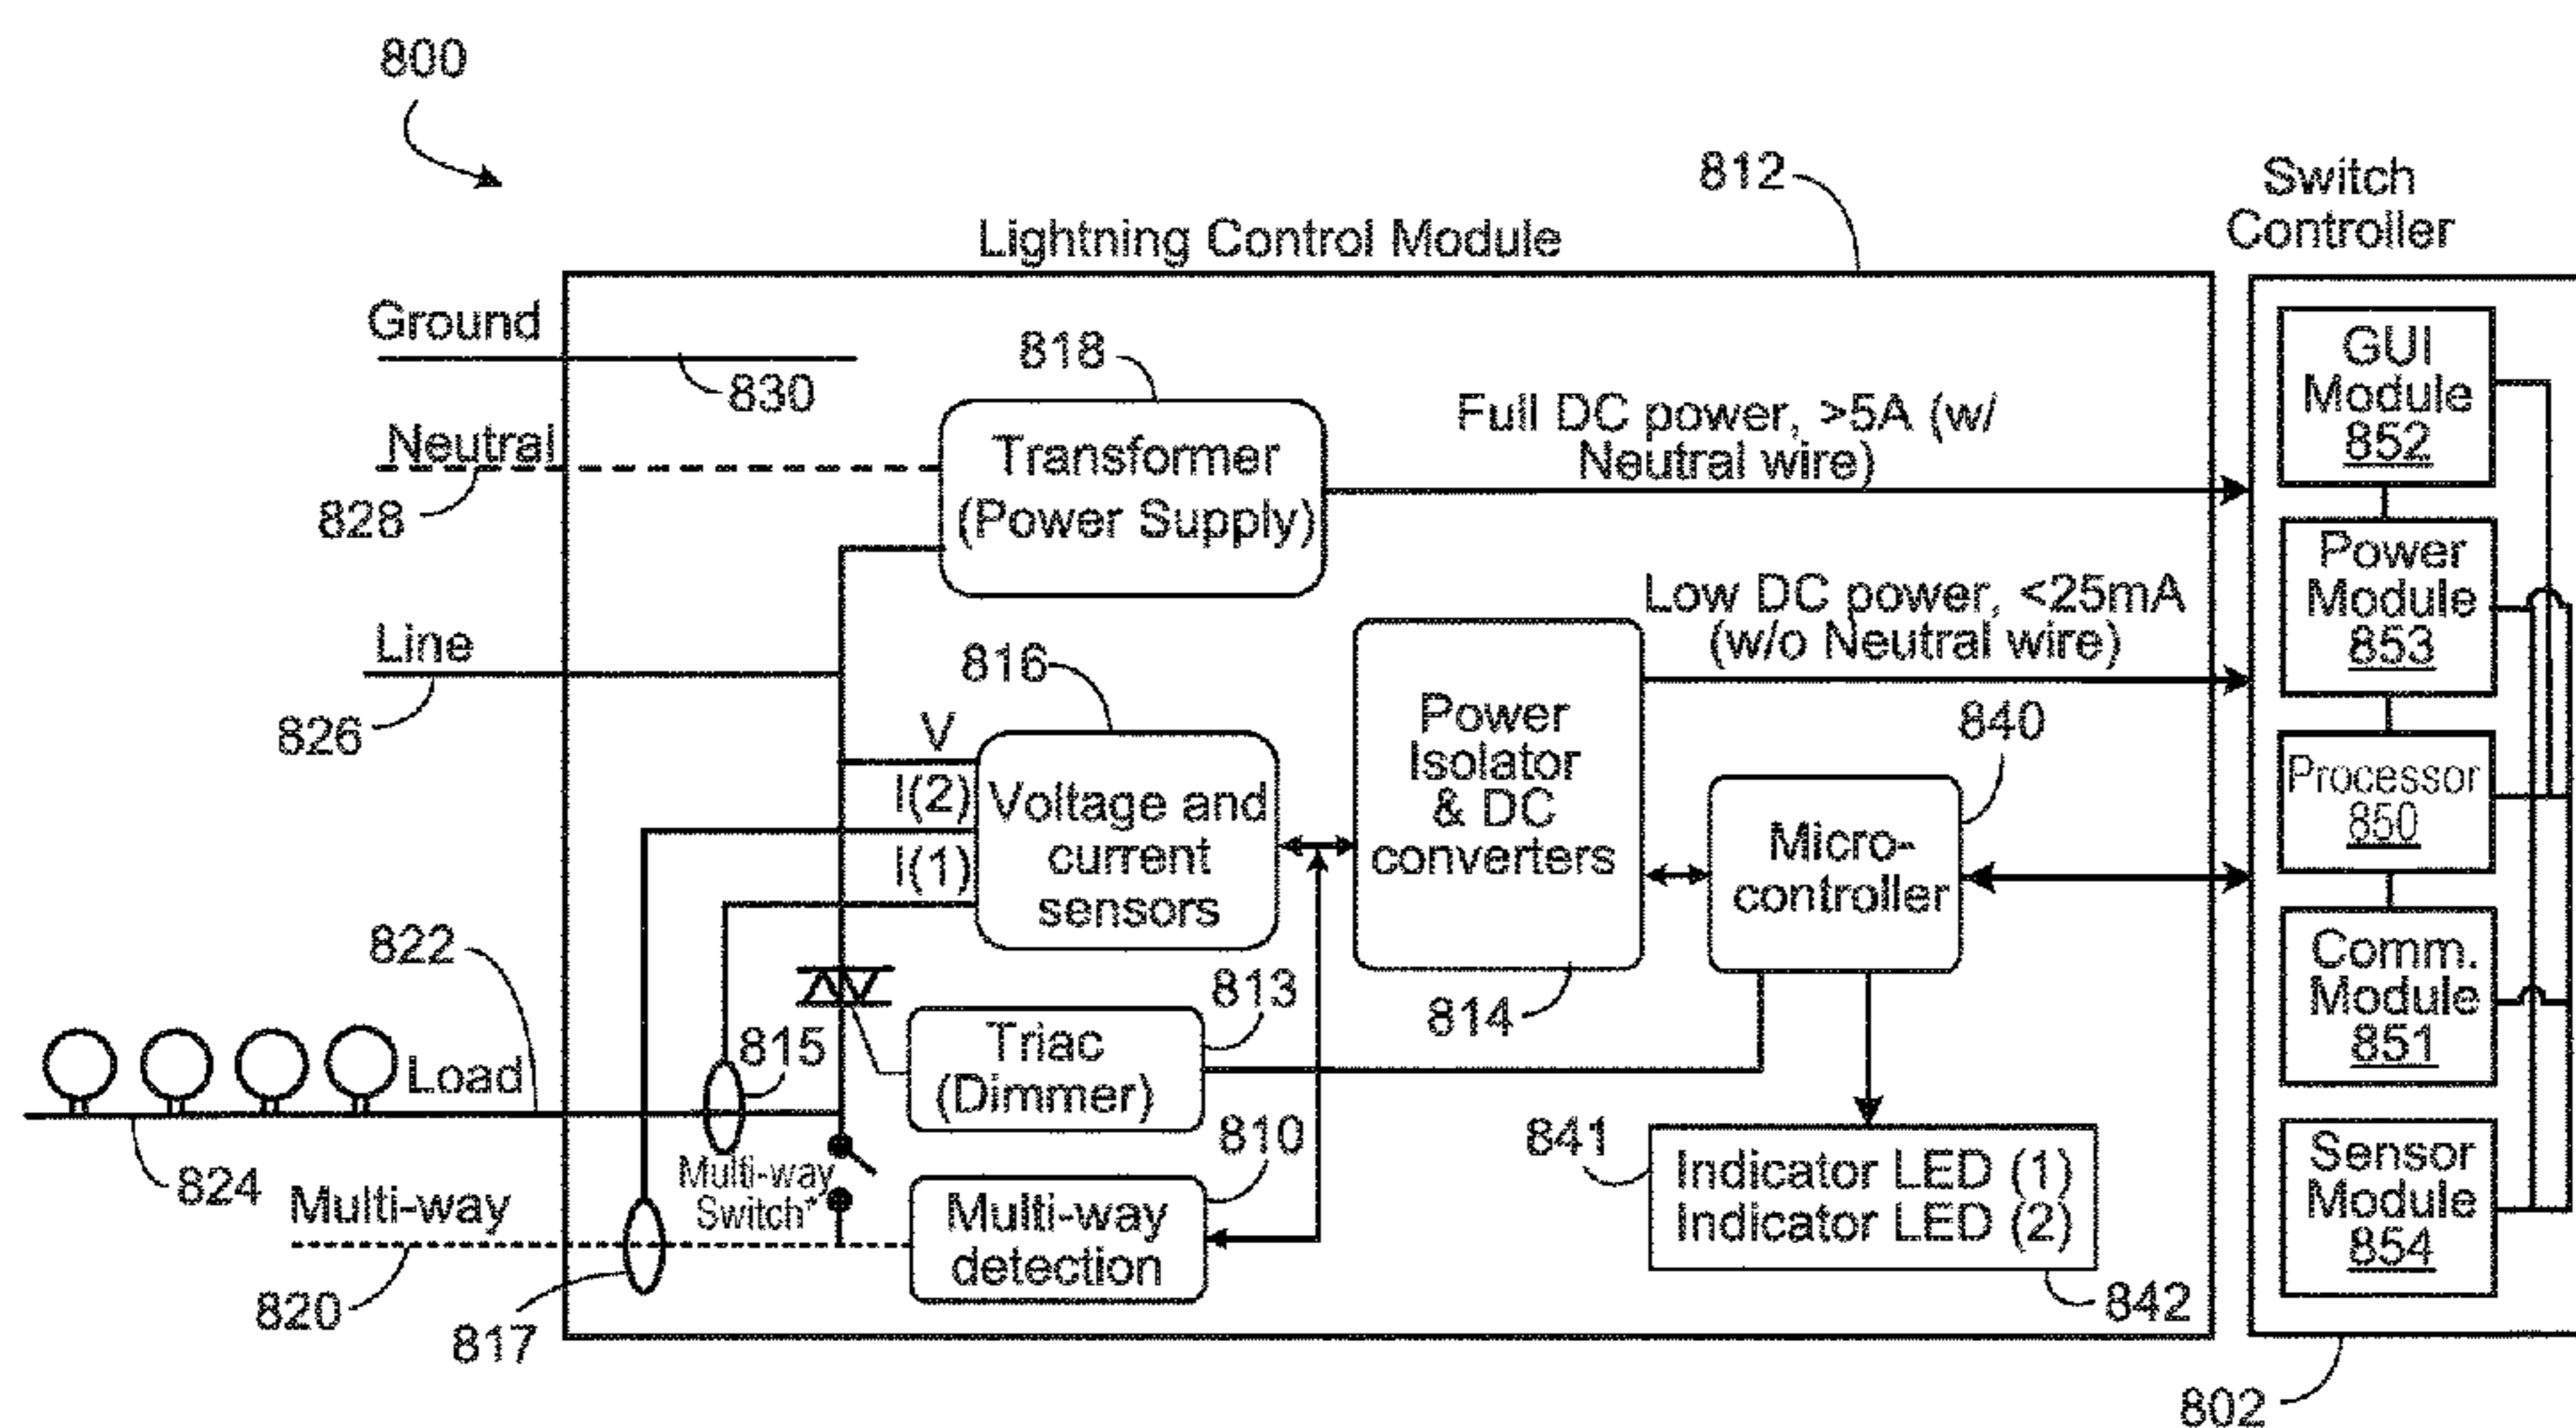 800
812
Switch
Controller
Lightning Control Module
Ground
830
818
GUI
Module
852
Neutral
828
Transformer
(Power Supply)
Full DC power, >5A (w/
Neutral wire)
Power
Module
853
Line
826
816
Low DC power, <25mA
(w/o Neutral wire)
840
V
I(2)
I(1)
Voltage and
current
sensors
Power
Isolator
& DC
converters
814
Micro-
controller
Processor
850
822
813
Comm.
Module
851
Load
824
815
Triac
(Dimmer)
810
841
Indicator LED (1)
Indicator LED (2)
842
Sensor
Module
854
Multi-way
820
817
Multi-way
Switch*
Multi-way
detection
802